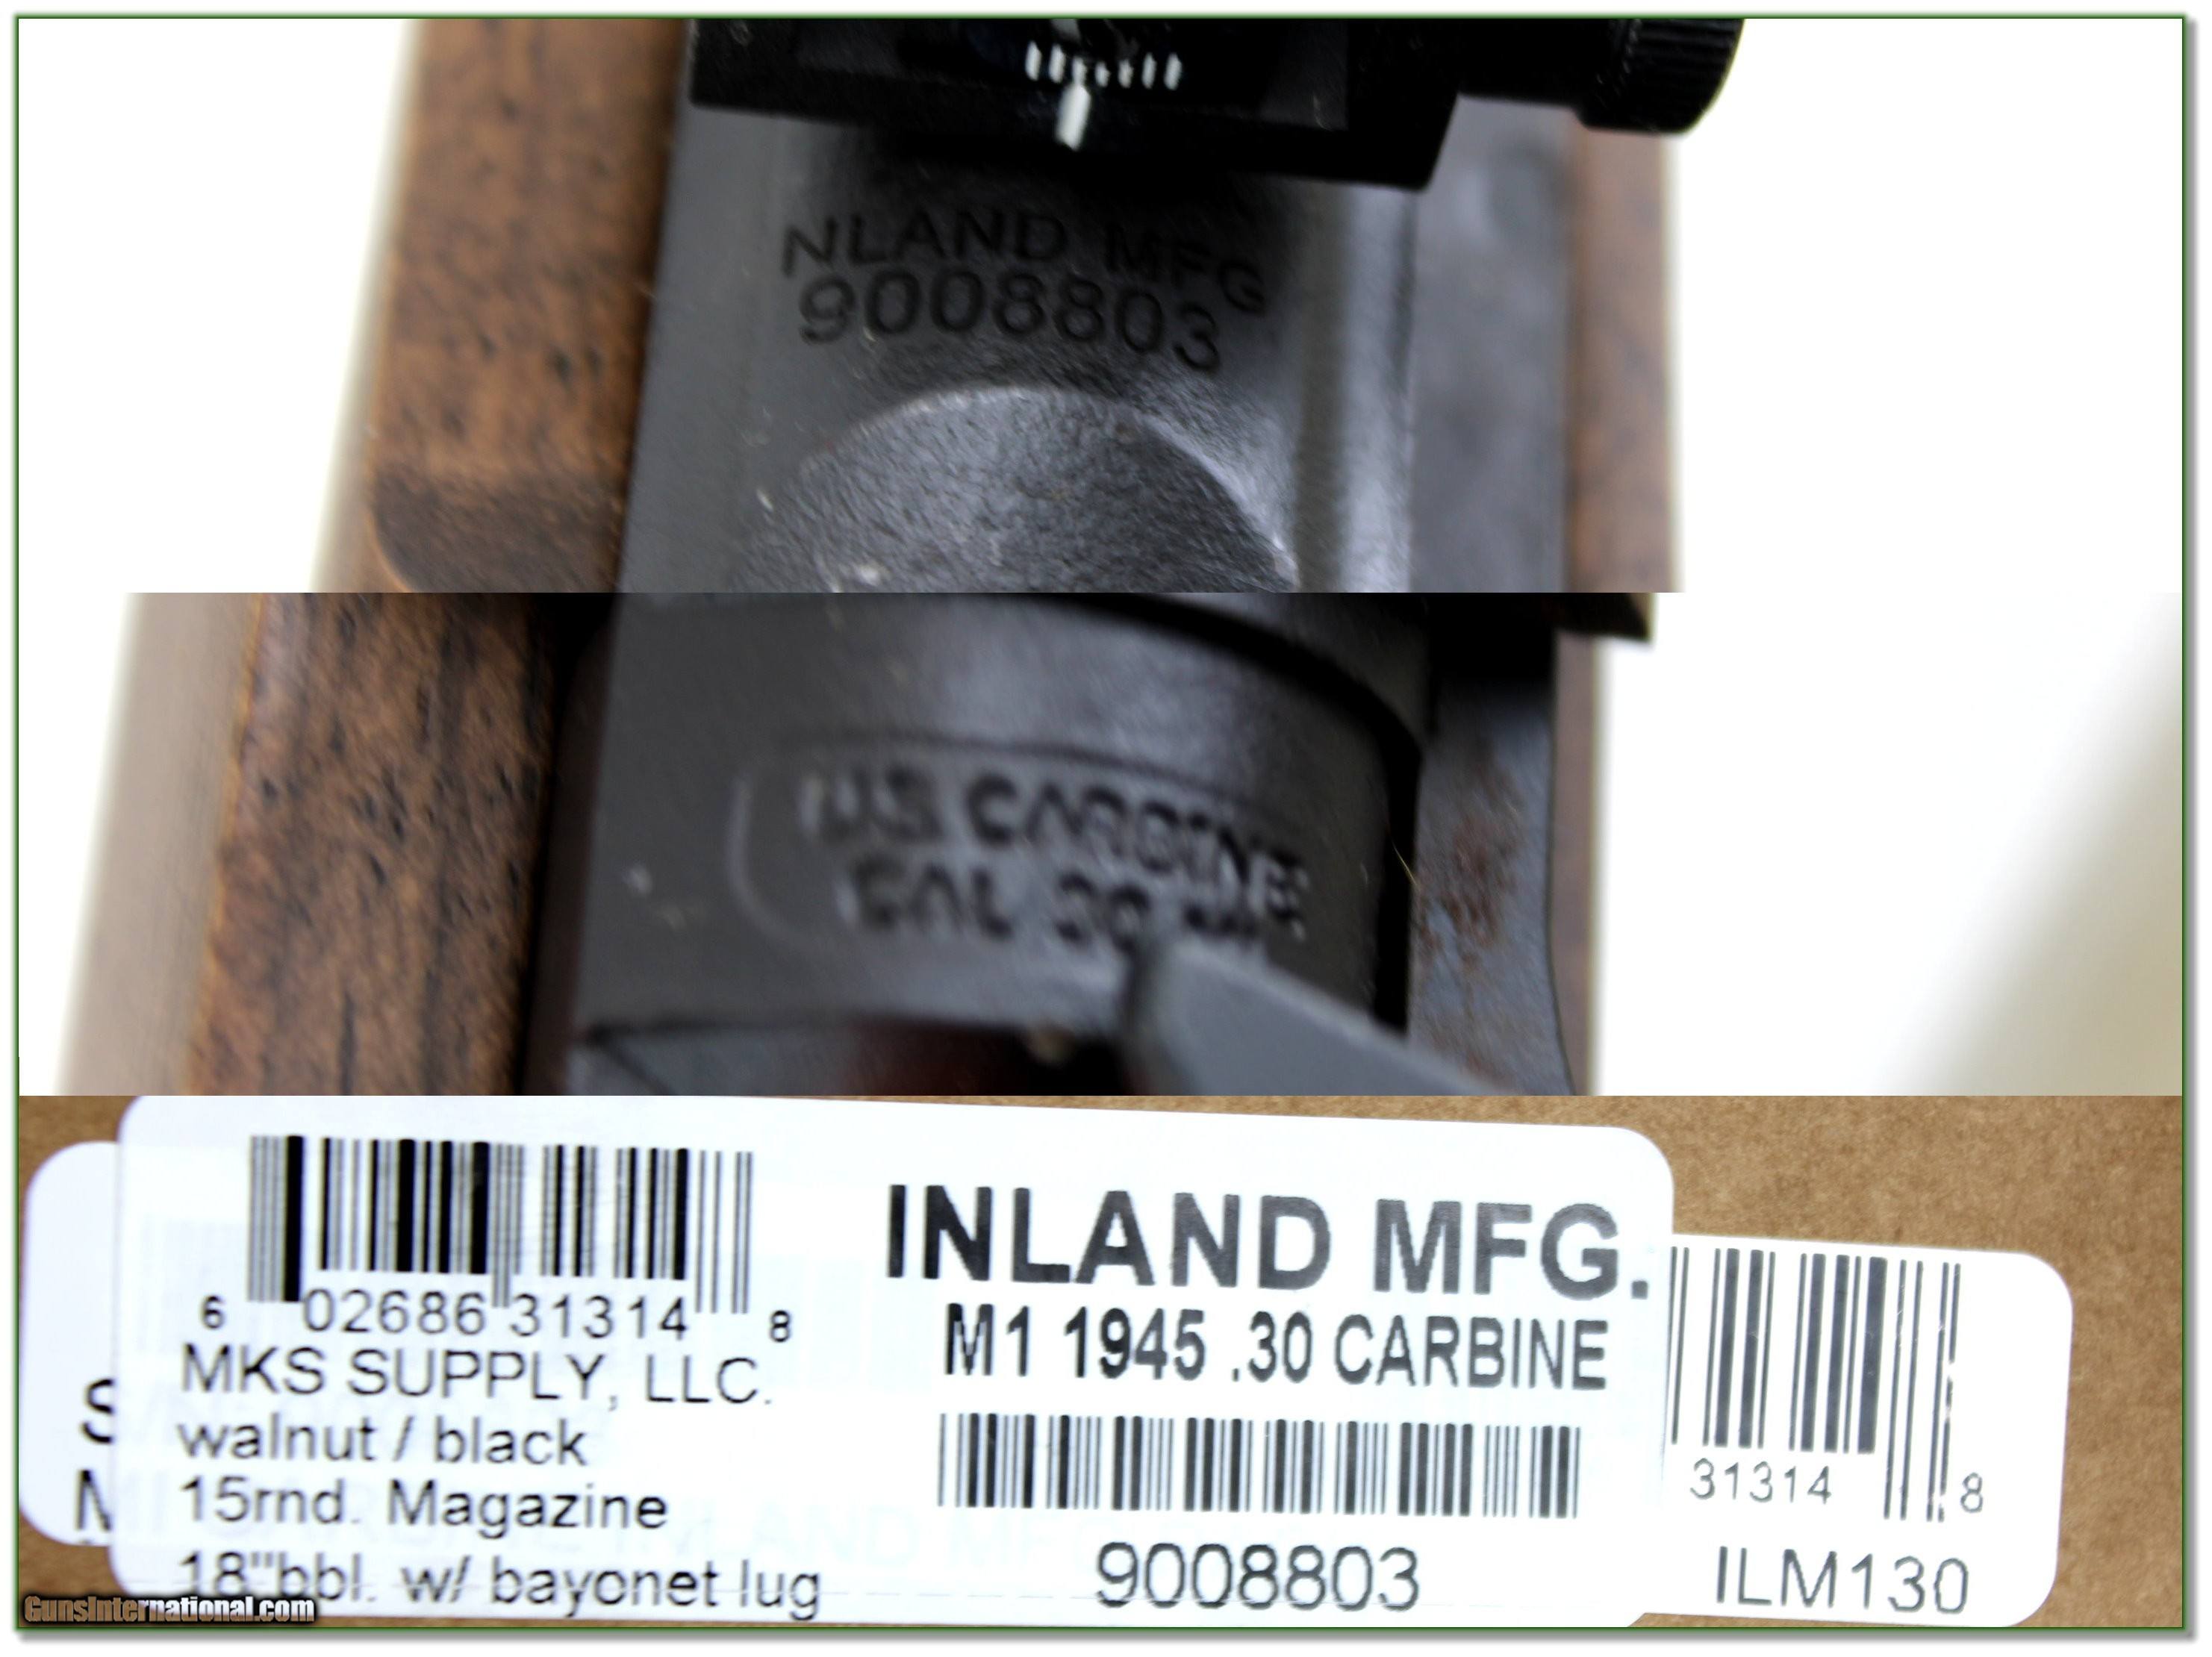 NLAND MFG
9008803
U.S. CARBINE
CAL 30
6 02686 31314 8
MKS SUPPLY, LLC.
walnut / black
15rnd. Magazine
18"bbl. w/ bayonet lug
INLAND MFG.
M1 1945 .30 CARBINE
9008803
31314 8
ILM130
S
M
GunsInternational.com